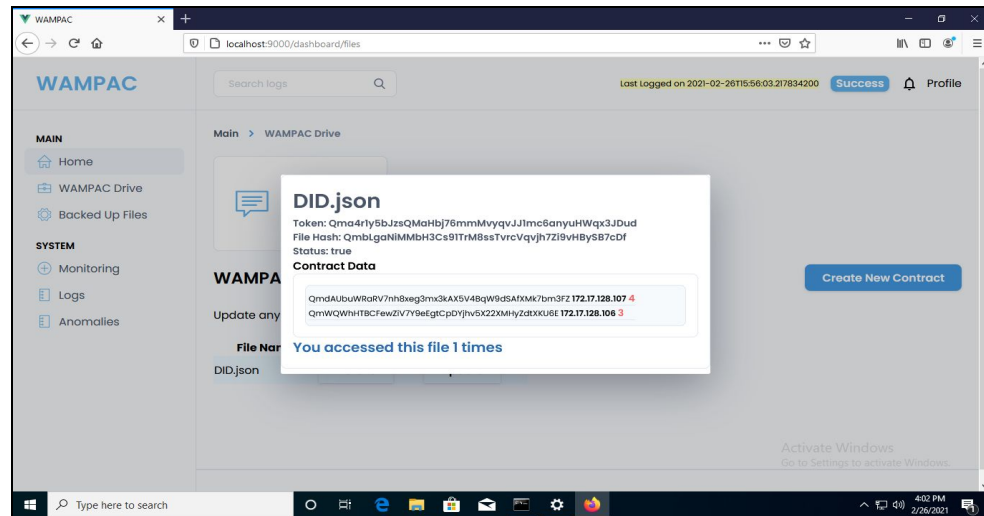 WAMPAC
localhost:9000/dashboard/files
WAMPAC
Search logs
Last Logged on 2021-02-26T15:56:03.217834200
Success
Profile
MAIN
Home
WAMPAC Drive
Backed Up Files
SYSTEM
Monitoring
Logs
Anomalies
Main > WAMPAC Drive
DID.json
Token: Qma4r1y5bJzsQMaHbj76mmMvyqvJJ1mc6anyuHWqx3JDud
File Hash: QmbLgaNiMMbH3Cs91TrM8ssTvrcVqvjh7Zi9vHBySB7cDf
Status: true
Contract Data
QmdAUbuWRaRV7nh8xeg3mx3kAX5V4BqW9dSAfXMk7bm3FZ 172.17.128.107 4
QmWQWhHTBCFewZiV7Y9eEgtCpDYjhv5X22XMHyZdtXKU6E 172.17.128.106 3
You accessed this file 1 times
WAMPA
Create New Contract
Update any
File Nar
DID.json
Activate Windows
Go to Settings to activate Windows.
Type here to search
4:02 PM
2/26/2021